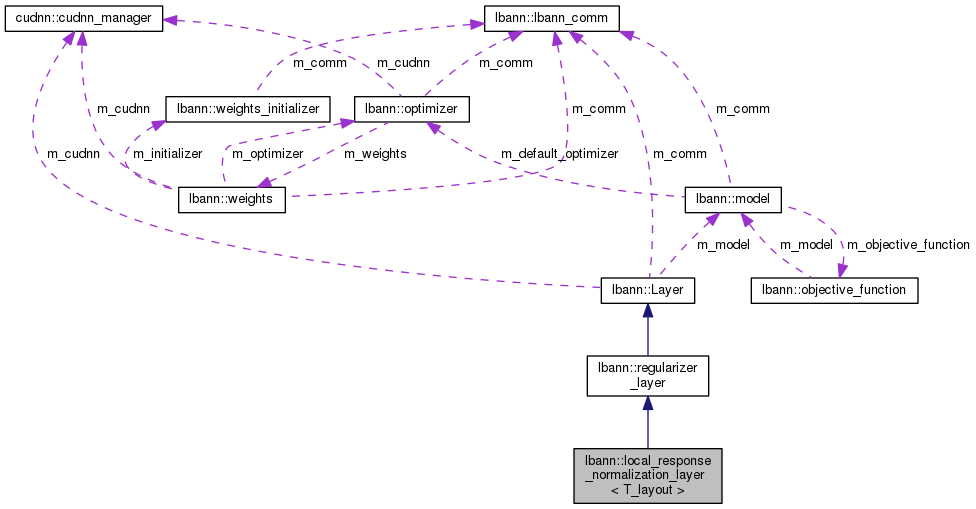 cudnn::cudnn_manager
lbann::lbann_comm
m_comm
m_cudnn
m_comm
lbann::weights_initializer
lbann::optimizer
m_cudnn
m_comm
m_comm
m_cudnn
m_initializer
m_optimizer
m_weights
m_default_optimizer
m_comm
lbann::weights
lbann::model
m_model
m_model
m_objective_function
lbann::Layer
lbann::objective_function
lbann::regularizer
_layer
lbann::local_response
_normalization_layer
< T_layout >